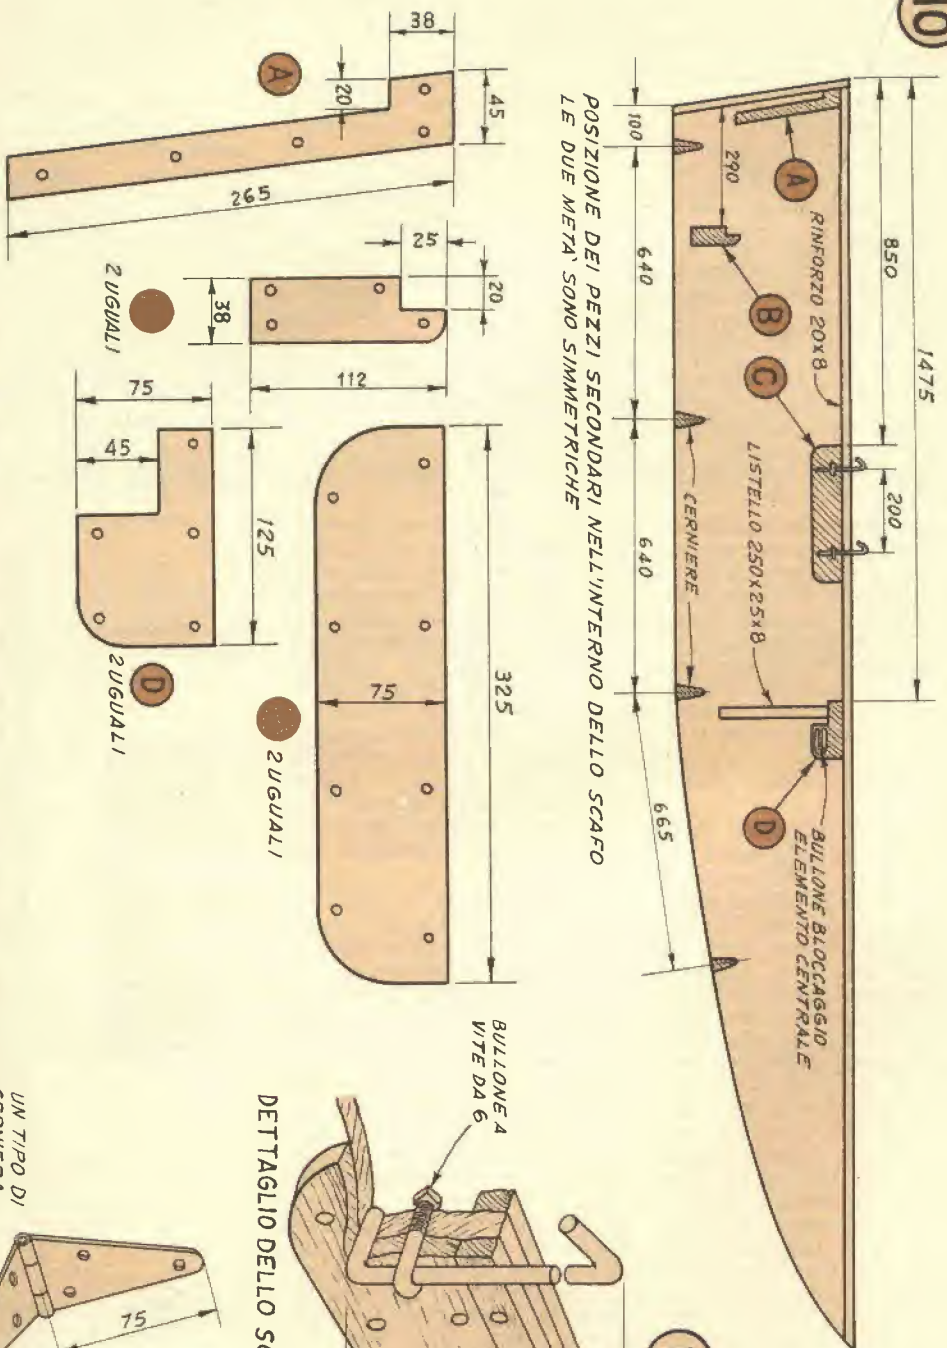 10
1475
850
200
RINFORZO 20x8
A
B
C
290
LISTELLO 250x25x8
BULLONE BLOCCAGGIO
ELEMENTO CENTRALE
D
CERNIERE
100
640
640
665
POSIZIONE DEI PEZZI SECONDARI NELL'INTERNO DELLO SCAFO
LE DUE METÀ SONO SIMMETRICHE
45
38
20
A
265
20
25
112
38
2 UGUALI
325
75
2 UGUALI
125
75
45
D
2 UGUALI
BULLONE A
VITE DA 6
DETTAGLIO DELLO
UN TIPO DI
75